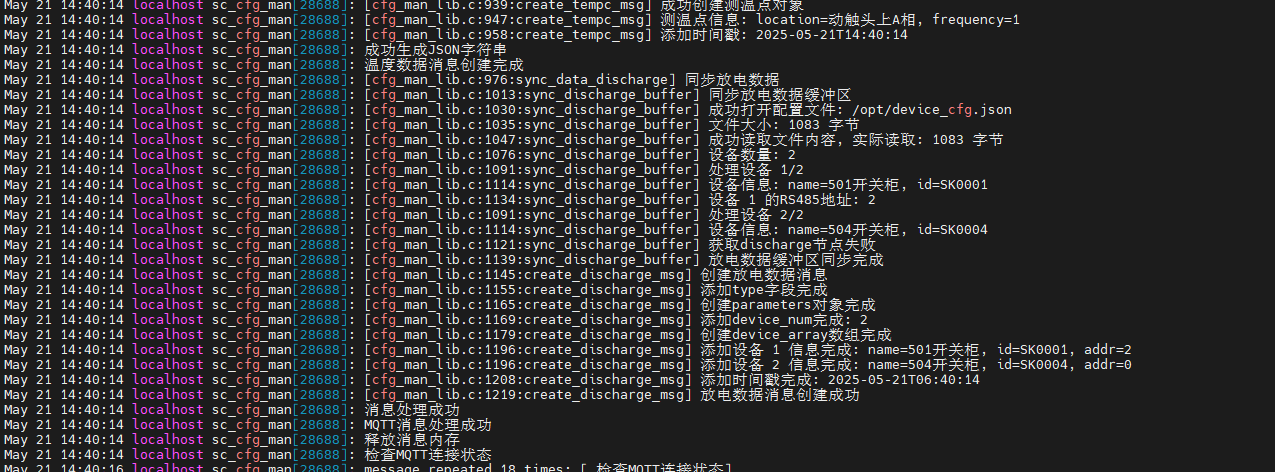 May 21 14:40:14 localhost sc_cfg_man[28688]: [cfg_man_lib.c:939:create_tempc_msg] 成功创建测温点对象
May 21 14:40:14 localhost sc_cfg_man[28688]: [cfg_man_lib.c:947:create_tempc_msg] 测温点信息: location=动触头上A相, frequency=1
May 21 14:40:14 localhost sc_cfg_man[28688]: [cfg_man_lib.c:958:create_tempc_msg] 添加时间戳: 2025-05-21T14:40:14
May 21 14:40:14 localhost sc_cfg_man[28688]: 成功生成JSON字符串
May 21 14:40:14 localhost sc_cfg_man[28688]: 温度数据消息创建完成
May 21 14:40:14 localhost sc_cfg_man[28688]: [cfg_man_lib.c:976:sync_data_discharge] 同步放电数据
May 21 14:40:14 localhost sc_cfg_man[28688]: [cfg_man_lib.c:1013:sync_discharge_buffer] 同步放电数据缓冲区
May 21 14:40:14 localhost sc_cfg_man[28688]: [cfg_man_lib.c:1030:sync_discharge_buffer] 成功打开配置文件: /opt/device_cfg.json
May 21 14:40:14 localhost sc_cfg_man[28688]: [cfg_man_lib.c:1035:sync_discharge_buffer] 文件大小: 1083 字节
May 21 14:40:14 localhost sc_cfg_man[28688]: [cfg_man_lib.c:1047:sync_discharge_buffer] 成功读取文件内容, 实际读取: 1083 字节
May 21 14:40:14 localhost sc_cfg_man[28688]: [cfg_man_lib.c:1076:sync_discharge_buffer] 设备数量: 2
May 21 14:40:14 localhost sc_cfg_man[28688]: [cfg_man_lib.c:1091:sync_discharge_buffer] 处理设备 1/2
May 21 14:40:14 localhost sc_cfg_man[28688]: [cfg_man_lib.c:1114:sync_discharge_buffer] 设备信息: name=501开关柜, id=SK0001
May 21 14:40:14 localhost sc_cfg_man[28688]: [cfg_man_lib.c:1134:sync_discharge_buffer] 设备 1 的RS485地址: 2
May 21 14:40:14 localhost sc_cfg_man[28688]: [cfg_man_lib.c:1091:sync_discharge_buffer] 处理设备 2/2
May 21 14:40:14 localhost sc_cfg_man[28688]: [cfg_man_lib.c:1114:sync_discharge_buffer] 设备信息: name=504开关柜, id=SK0004
May 21 14:40:14 localhost sc_cfg_man[28688]: [cfg_man_lib.c:1121:sync_discharge_buffer] 获取discharge节点失败
May 21 14:40:14 localhost sc_cfg_man[28688]: [cfg_man_lib.c:1139:sync_discharge_buffer] 放电数据缓冲区同步完成
May 21 14:40:14 localhost sc_cfg_man[28688]: [cfg_man_lib.c:1145:create_discharge_msg] 创建放电数据消息
May 21 14:40:14 localhost sc_cfg_man[28688]: [cfg_man_lib.c:1155:create_discharge_msg] 添加type字段完成
May 21 14:40:14 localhost sc_cfg_man[28688]: [cfg_man_lib.c:1165:create_discharge_msg] 创建parameters对象完成
May 21 14:40:14 localhost sc_cfg_man[28688]: [cfg_man_lib.c:1169:create_discharge_msg] 添加device_num完成: 2
May 21 14:40:14 localhost sc_cfg_man[28688]: [cfg_man_lib.c:1179:create_discharge_msg] 创建device_array数组完成
May 21 14:40:14 localhost sc_cfg_man[28688]: [cfg_man_lib.c:1196:create_discharge_msg] 添加设备 1 信息完成: name=501开关柜, id=SK0001, addr=2
May 21 14:40:14 localhost sc_cfg_man[28688]: [cfg_man_lib.c:1196:create_discharge_msg] 添加设备 2 信息完成: name=504开关柜, id=SK0004, addr=0
May 21 14:40:14 localhost sc_cfg_man[28688]: [cfg_man_lib.c:1208:create_discharge_msg] 添加时间戳完成: 2025-05-21T06:40:14
May 21 14:40:14 localhost sc_cfg_man[28688]: [cfg_man_lib.c:1219:create_discharge_msg] 放电数据消息创建成功
May 21 14:40:14 localhost sc_cfg_man[28688]: 消息处理成功
May 21 14:40:14 localhost sc_cfg_man[28688]: MQTT消息处理成功
May 21 14:40:14 localhost sc_cfg_man[28688]: 释放消息内存
May 21 14:40:14 localhost sc_cfg_man[28688]: 检查MQTT连接状态
May 21 14:40:16 localhost sc_cfg_man[28688]: message repeated 18 times: [ 检查MQTT连接状态]